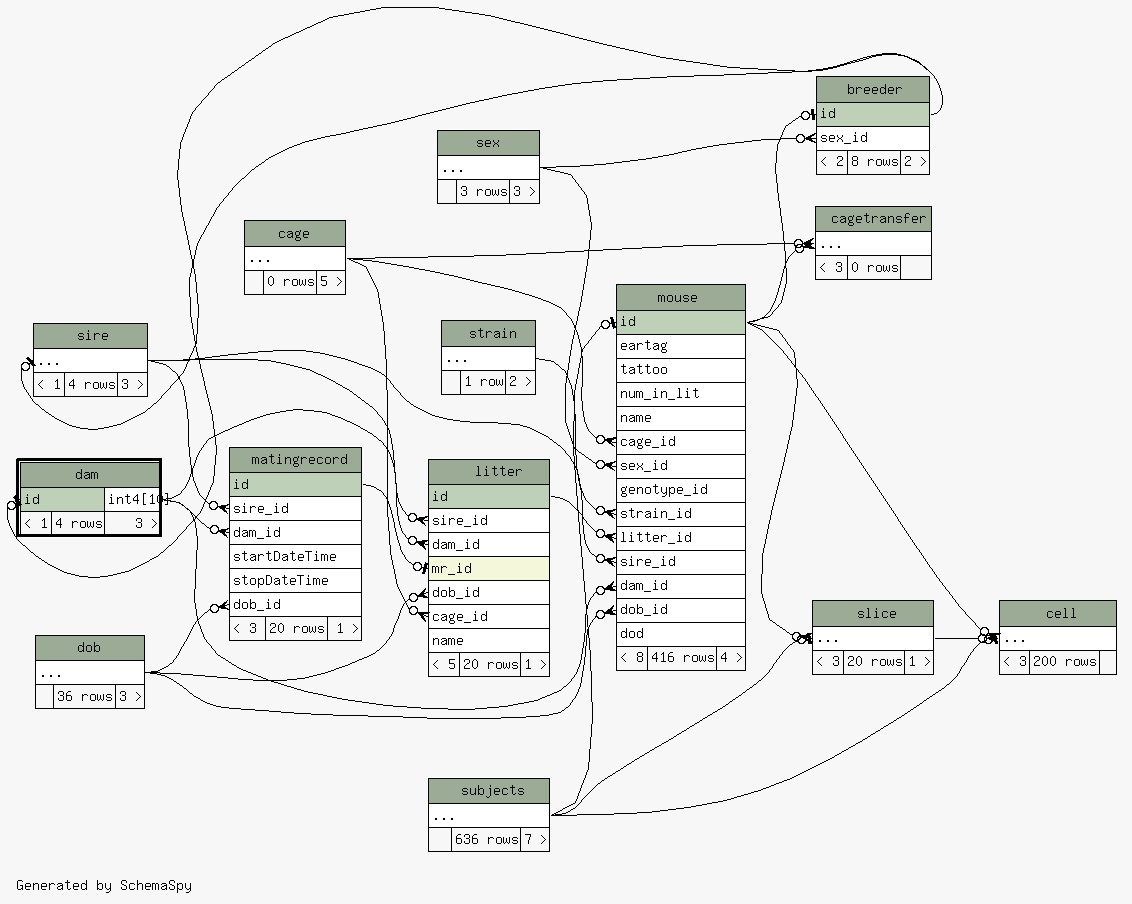 breeder
id
sex_id
< 2 8 rows 2 >
sex
...
3 rows 3 >
cagetransfer
...
< 3 0 rows
cage
...
0 rows 5 >
mouse
id
eartag
tattoo
num_in_lit
name
cage_id
sex_id
genotype_id
strain_id
litter_id
sire_id
dam_id
dob_id
dod
< 8 416 rows 4 >
sire
...
< 1 4 rows 3 >
strain
...
1 row 2 >
dam
id int4[10]
< 1 4 rows 3 >
matingrecord
id
sire_id
dam_id
startDateTime
stopDateTime
dob_id
< 3 20 rows 1 >
litter
id
sire_id
dam_id
mr_id
dob_id
cage_id
name
< 5 20 rows 1 >
slice
...
< 3 20 rows 1 >
cell
...
< 3 200 rows
dob
...
36 rows 3 >
subjects
...
636 rows 7 >
Generated by SchemaSpy